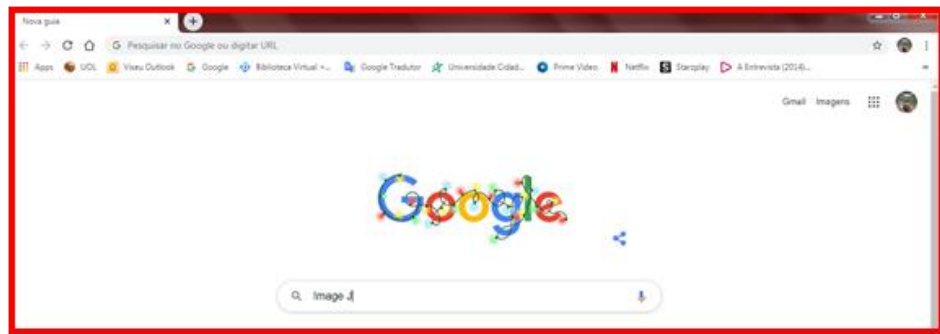 Nova guia
Pesquisar no Google ou digitar URL
Apps UOL Viseu Outlook Google Biblioteca Virtual Google Tradutor Universidade Cidad... Prime Video Netflix Starzplay A Entrevista (2014)...
Gmail Imagens
Google
Image J